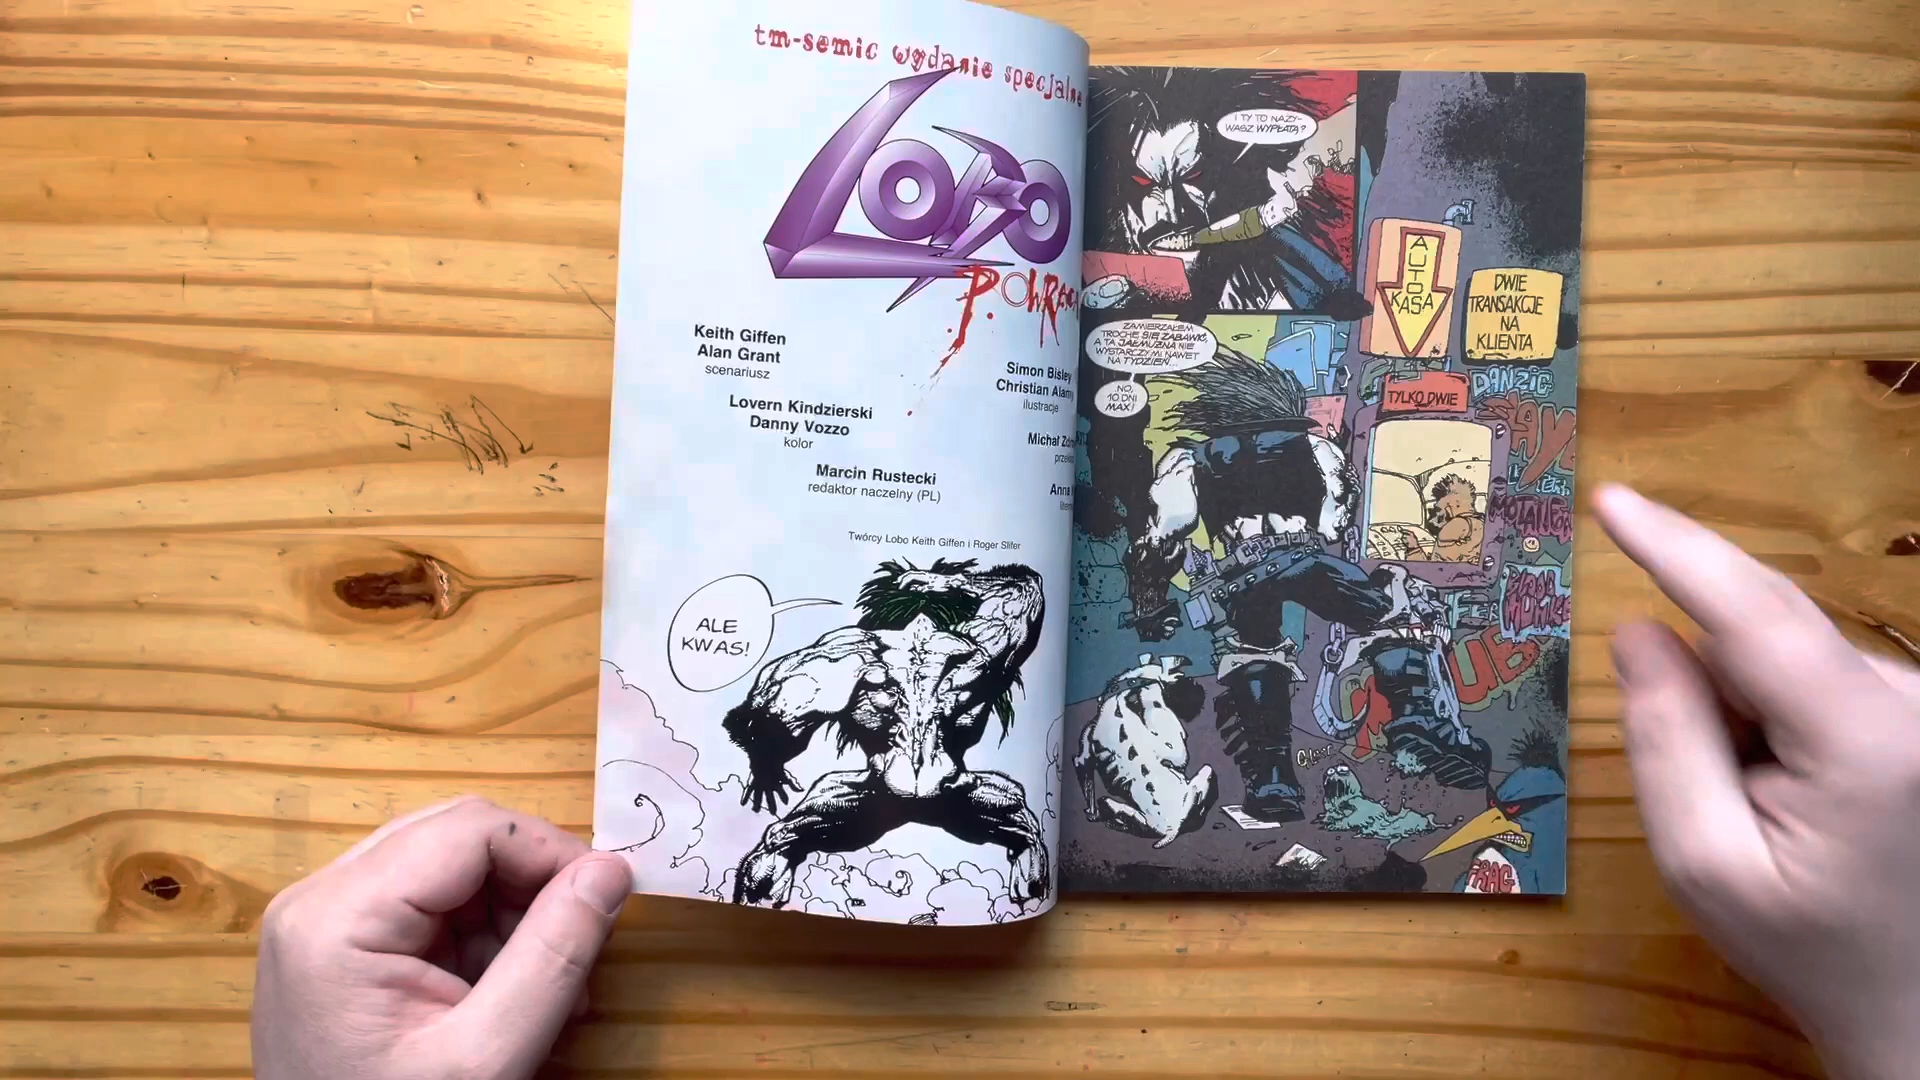 tm-semic wydanie specjalne
LOBO
Keith Giffen
Alan Grant
scenariusz
Simon Bisley
Christian Alamy
ilustracje
Lovern Kindzierski
Danny Vozzo
kolor
Michał
Marcin Rustecki
redaktor naczelny (PL)
Anna
Twórcy Lobo Keith Giffen i Roger Slifer
ALE
KWAS!
I TY TO NAZY-
WASZ WYPŁATĄ?
AUTO
KASA
DWIE
TRANSAKCJE
NA
KLIENTA
ZAMIERZAŁEM
TROCHĘ SIĘ ZABAWIĆ,
A TA JAŁMUŻNA NIE
WYSTARCZY MI NAWET
NA TYDZIEŃ...
NO,
10 DNI
MAX!
TYLKO DWIE
DANZIG
FRAG